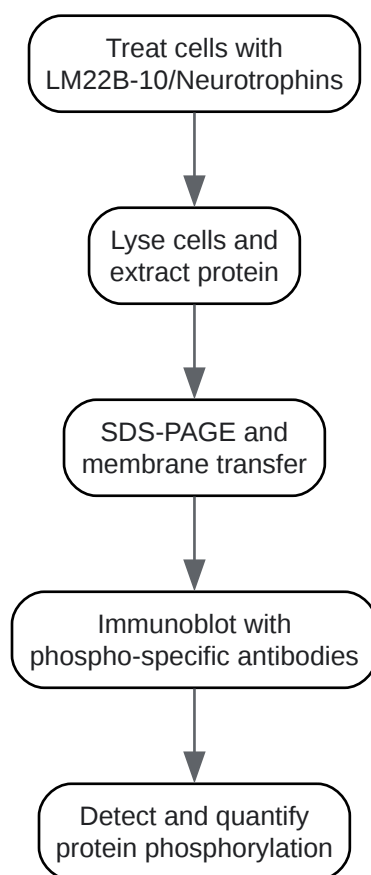 Treat cells with
LM22B-10/Neurotrophins
Lyse cells and
extract protein
SDS-PAGE and
membrane transfer
Immunoblot with
phospho-specific antibodies
Detect and quantify
protein phosphorylation